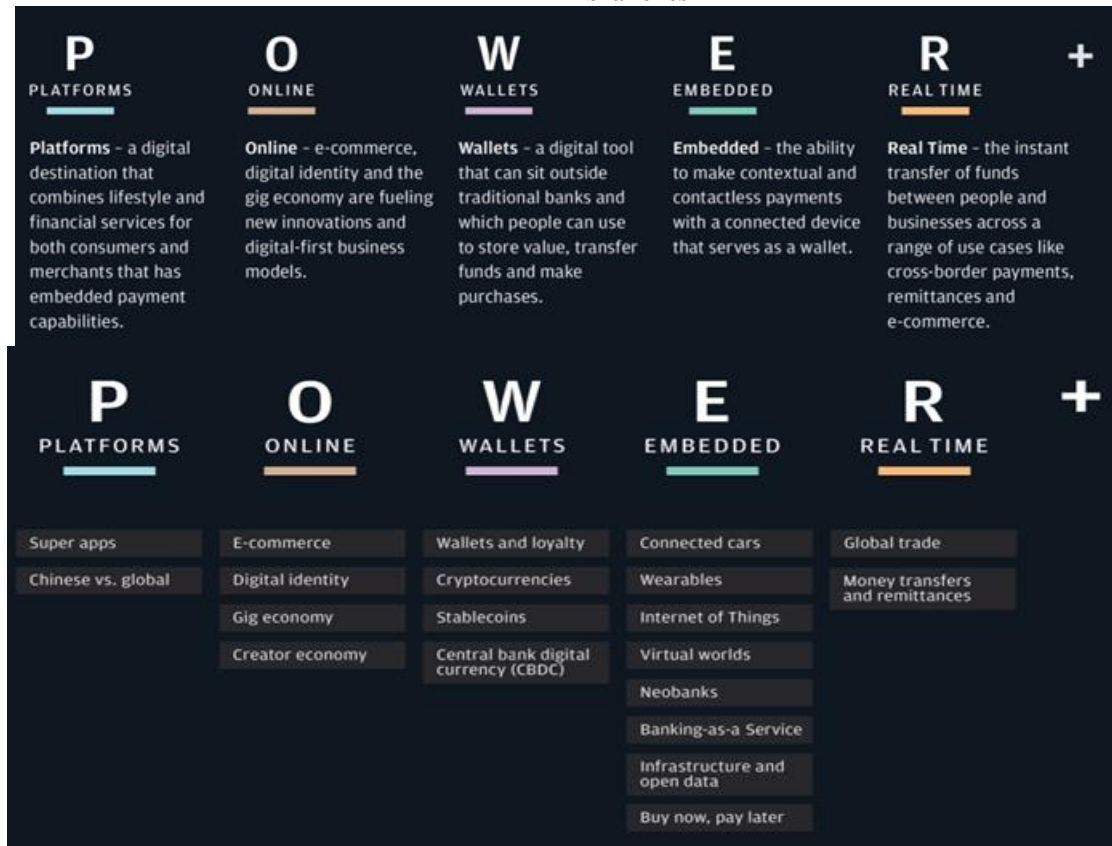 P O W E R +
PLATFORMS ONLINE WALLETS EMBEDDED REAL TIME
Platforms – a digital
destination that
combines lifestyle and
financial services for
both consumers and
merchants that has
embedded payment
capabilities.
Online – e-commerce,
digital identity and the
gig economy are fueling
new innovations and
digital-first business
models.
Wallets – a digital tool
that can sit outside
traditional banks and
which people can use
to store value, transfer
funds and make
purchases.
Embedded – the ability
to make contextual and
contactless payments
with a connected device
that serves as a wallet.
Real Time – the instant
transfer of funds
between people and
businesses across a
range of use cases like
cross-border payments,
remittances and
e-commerce.
P O W E R +
PLATFORMS ONLINE WALLETS EMBEDDED REAL TIME
Super apps
Chinese vs. global
E-commerce
Digital identity
Gig economy
Creator economy
Wallets and loyalty
Cryptocurrencies
Stablecoins
Central bank digital
currency (CBDC)
Connected cars
Wearables
Internet of Things
Virtual worlds
Neobanks
Banking-as-a Service
Infrastructure and
open data
Buy now, pay later
Global trade
Money transfers
and remittances